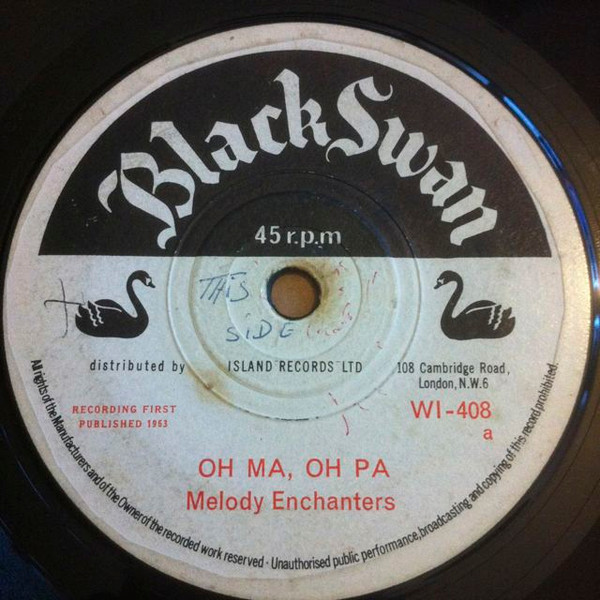 Black Swan
45 r.p.m
THIS
SIDE
distributed by ISLAND RECORDS LTD 108 Cambridge Road,
London, N.W.6
RECORDING FIRST
PUBLISHED 1963
WI-408
a
OH MA, OH PA
Melody Enchanters
All rights of the Manufacturers and of the Owner of the recorded work reserved · Unauthorised public performance, broadcasting and copying of this record prohibited